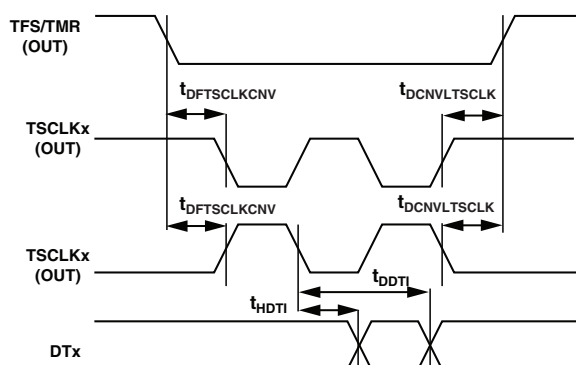 TFS/TMR
(OUT)
tDFTSCLKCNV
tDCNVLTSCLK
TSCLKx
(OUT)
tDFTSCLKCNV
tDCNVLTSCLK
TSCLKx
(OUT)
tDDTI
tHDTI
DTx